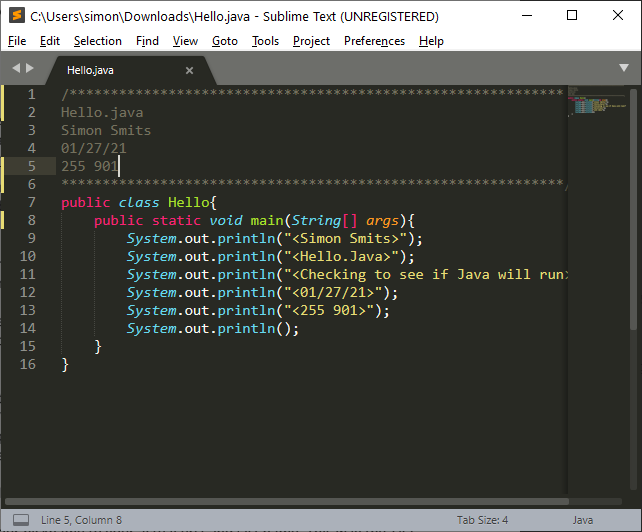 C:\Users\simon\Downloads\Hello.java - Sublime Text (UNREGISTERED)
File Edit Selection Find View Goto Tools Project Preferences Help
Hello.java
1 /*************************************************************
2 Hello.java
3 Simon Smits
4 01/27/21
5 255 901
6 *************************************************************/
7 public class Hello{
8 public static void main(String[] args){
9 System.out.println("<Simon Smits>");
10 System.out.println("<Hello.Java>");
11 System.out.println("<Checking to see if Java will run>
12 System.out.println("<01/27/21>");
13 System.out.println("<255 901>");
14 System.out.println();
15 }
16 }
Line 5, Column 8 Tab Size: 4 Java